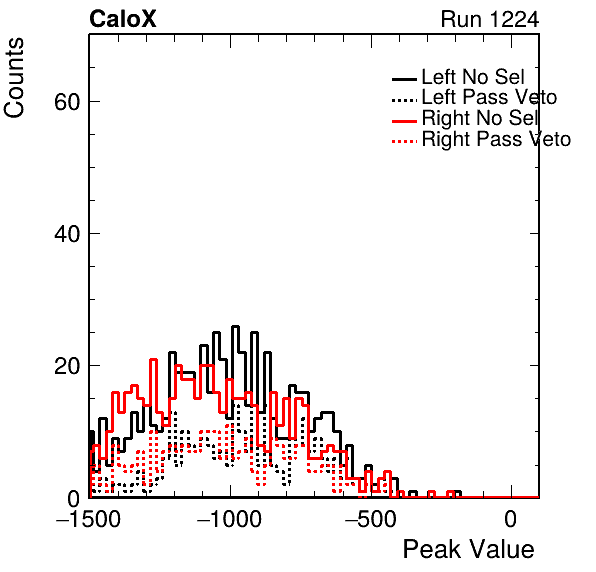 CaloX Run 1224
Counts
Left No Sel
Left Pass Veto
Right No Sel
Right Pass Veto
60
40
20
0
−1500 −1000 −500 0
Peak Value